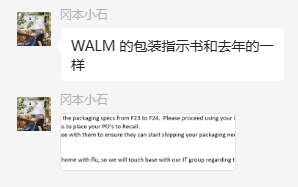 冈本小石
WALM 的包装指示书和去年的一
样
冈本小石
the packaging specs from F23 to F24. Please proceed using your
ss to place your PO's to Recall.
se with them to ensure they can start shipping your packaging
home with flu, so we will touch base with our IT group regarding